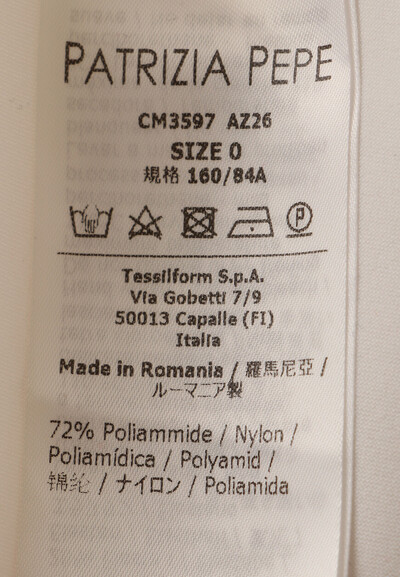 PATRIZIA PEPE
CM3597 AZ26
SIZE 0
規格 160/84A
P
Tessilform S.p.A.
Via Gobetti 7/9
50013 Capalle (FI)
Italia
Made in Romania / 羅馬尼亞 /
ルーマニア製
72% Poliammide / Nylon /
Poliamídica / Polyamid /
锦纶 / ナイロン / Poliamida